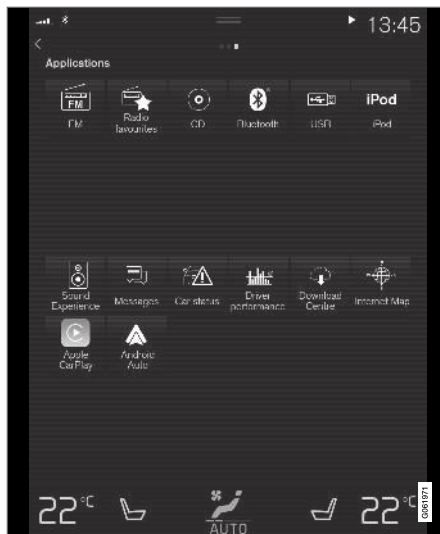 13:45
Applications
FM
iPod
FM
Radio favourites
CD
Bluetooth
USB
iPod
Sound Experience
Messages
Car status
Driver performance
Download Centre
Internet Map
Apple CarPlay
Android Auto
22°C
AUTO
22°C
G061971